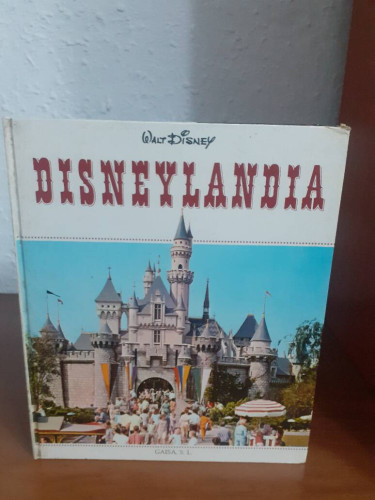 WALT DISNEY
DISNEYLANDIA
GAISA, S. L.